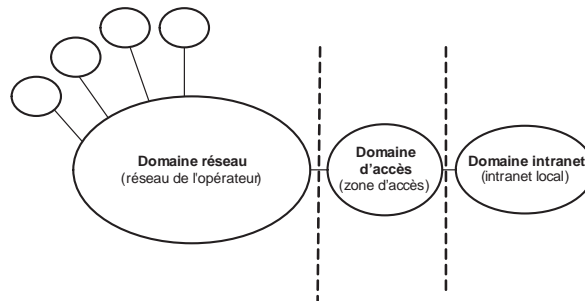 Domaine réseau
(réseau de l'opérateur)
Domaine
d'accès
(zone d'accès)
Domaine intranet
(intranet local)